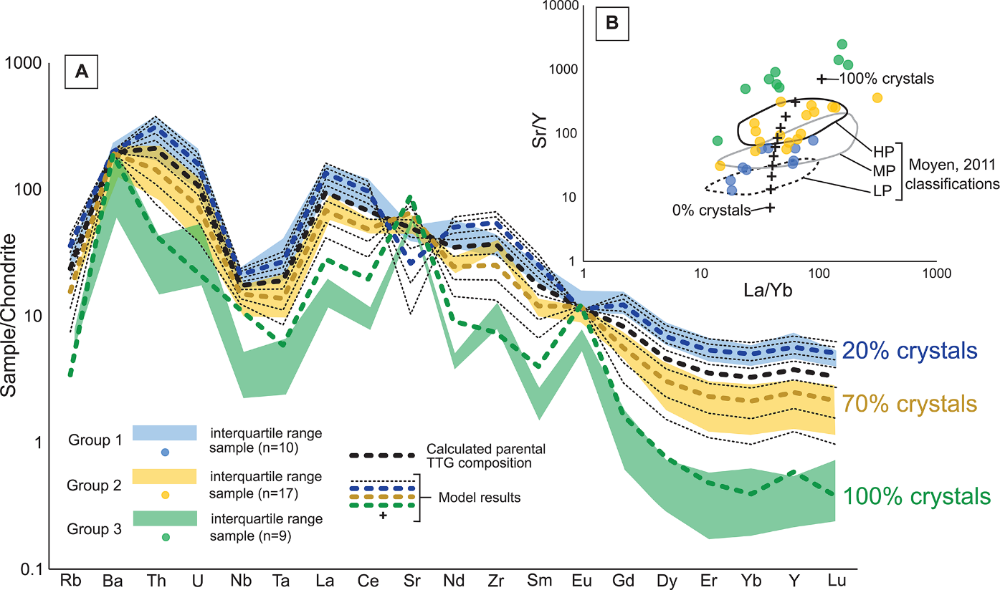 A
Sample/Chondrite
1000
100
10
1
0.1
Rb Ba Th U Nb Ta La Ce Sr Nd Zr Sm Eu Gd Dy Er Yb Y Lu
20% crystals
70% crystals
100% crystals
Group 1
interquartile range
sample (n=10)
Group 2
interquartile range
sample (n=17)
Group 3
interquartile range
sample (n=9)
Calculated parental
TTG composition
Model results
B
Sr/Y
10000
1000
100
10
1
1 10 100 1000
La/Yb
100% crystals
0% crystals
HP
MP
LP
Moyen, 2011
classifications